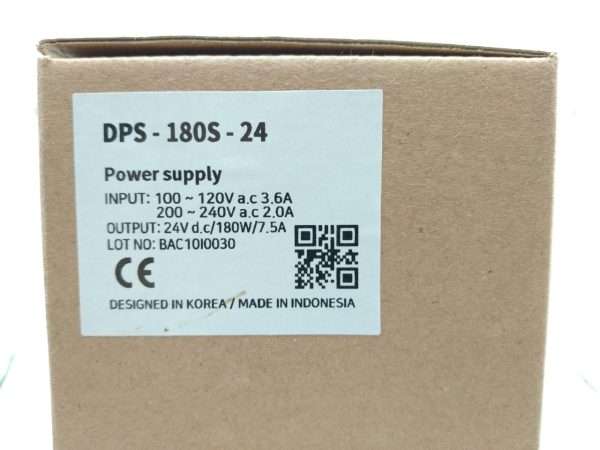 DPS - 180S - 24
Power supply
INPUT: 100 ~ 120V a.c 3.6A
200 ~ 240V a.c 2.0A
OUTPUT: 24V d.c/180W/7.5A
LOT NO: BAC10I0030
CE
DESIGNED IN KOREA / MADE IN INDONESIA